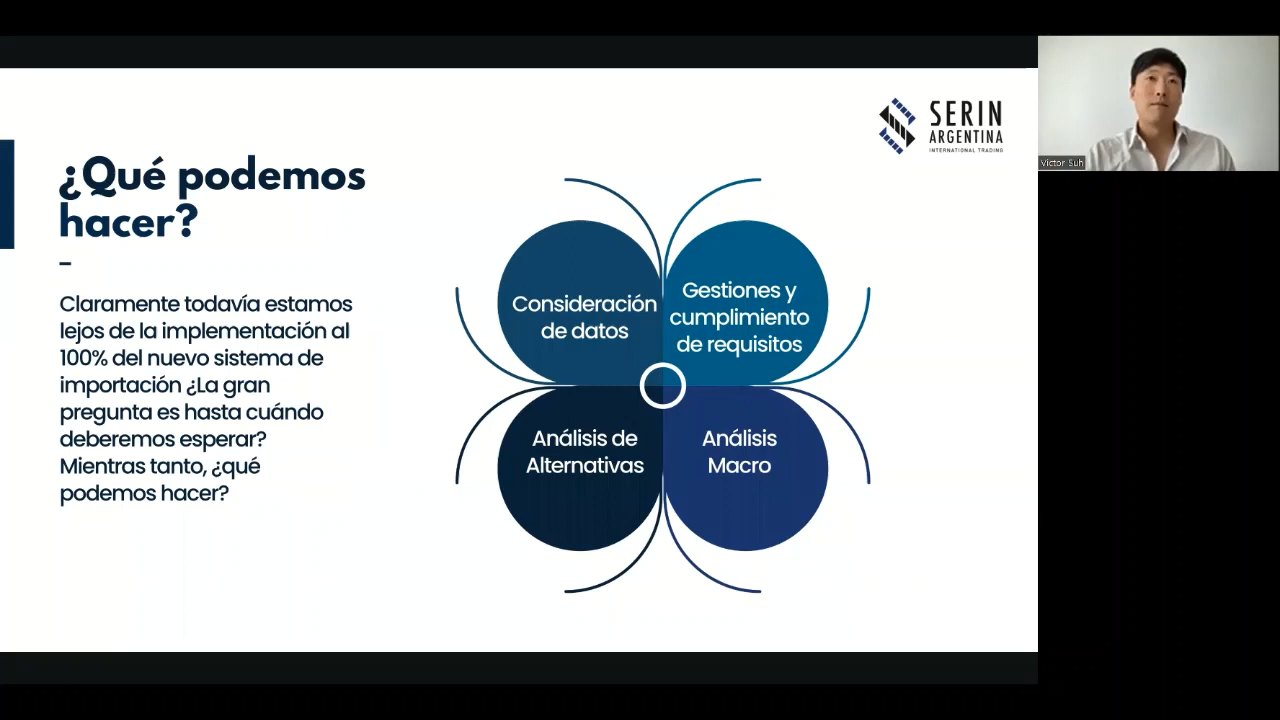 SERIN
ARGENTINA
INTERNATIONAL TRADING
Victor Suh
¿Qué podemos
hacer?
Claramente todavía estamos
lejos de la implementación al
100% del nuevo sistema de
importación ¿La gran
pregunta es hasta cuándo
deberemos esperar?
Mientras tanto, ¿qué
podemos hacer?
Consideración
de datos
Gestiones y
cumplimiento
de requisitos
Análisis de
Alternativas
Análisis
Macro